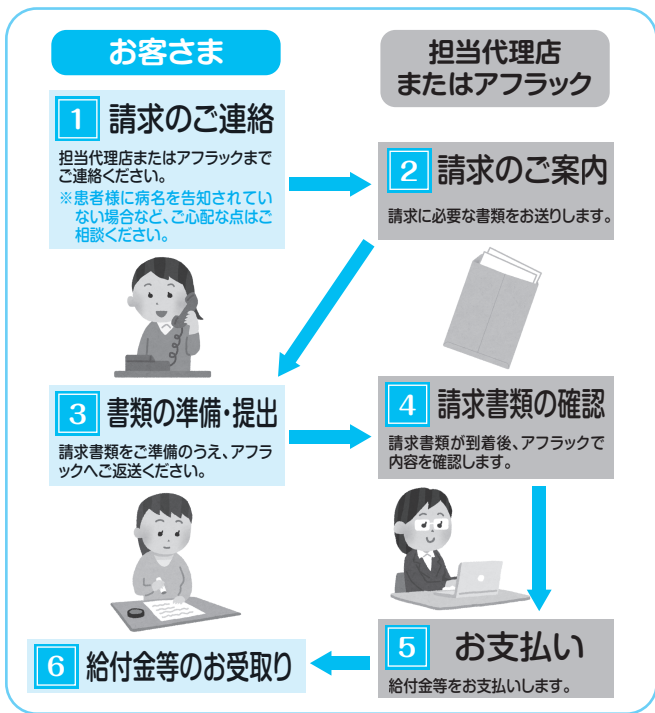 お客さま
担当代理店
またはアフラック
1 請求のご連絡
担当代理店またはアフラックまで
ご連絡ください。
※患者様に病名を告知されてい
ない場合など、ご心配な点はご
相談ください。
2 請求のご案内
請求に必要な書類をお送りします。
3 書類の準備・提出
請求書類をご準備のうえ、アフラ
ックへご返送ください。
4 請求書類の確認
請求書類が到着後、アフラックで
内容を確認します。
5 お支払い
給付金等をお支払いします。
6 給付金等のお受取り